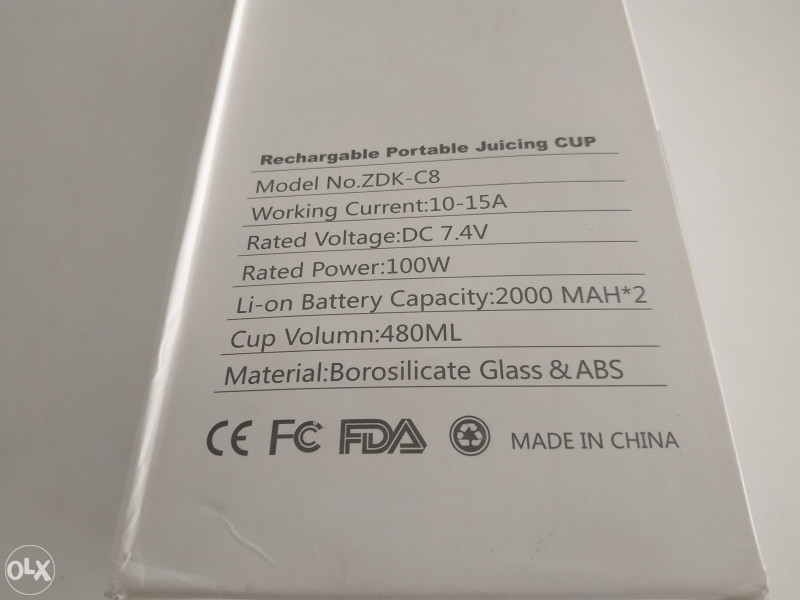 Rechargable Portable Juicing CUP
Model No.ZDK-C8
Working Current:10-15A
Rated Voltage:DC 7.4V
Rated Power:100W
Li-on Battery Capacity:2000 MAH*2
Cup Volumn:480ML
Material:Borosilicate Glass & ABS
CE FC FDA MADE IN CHINA
OLX